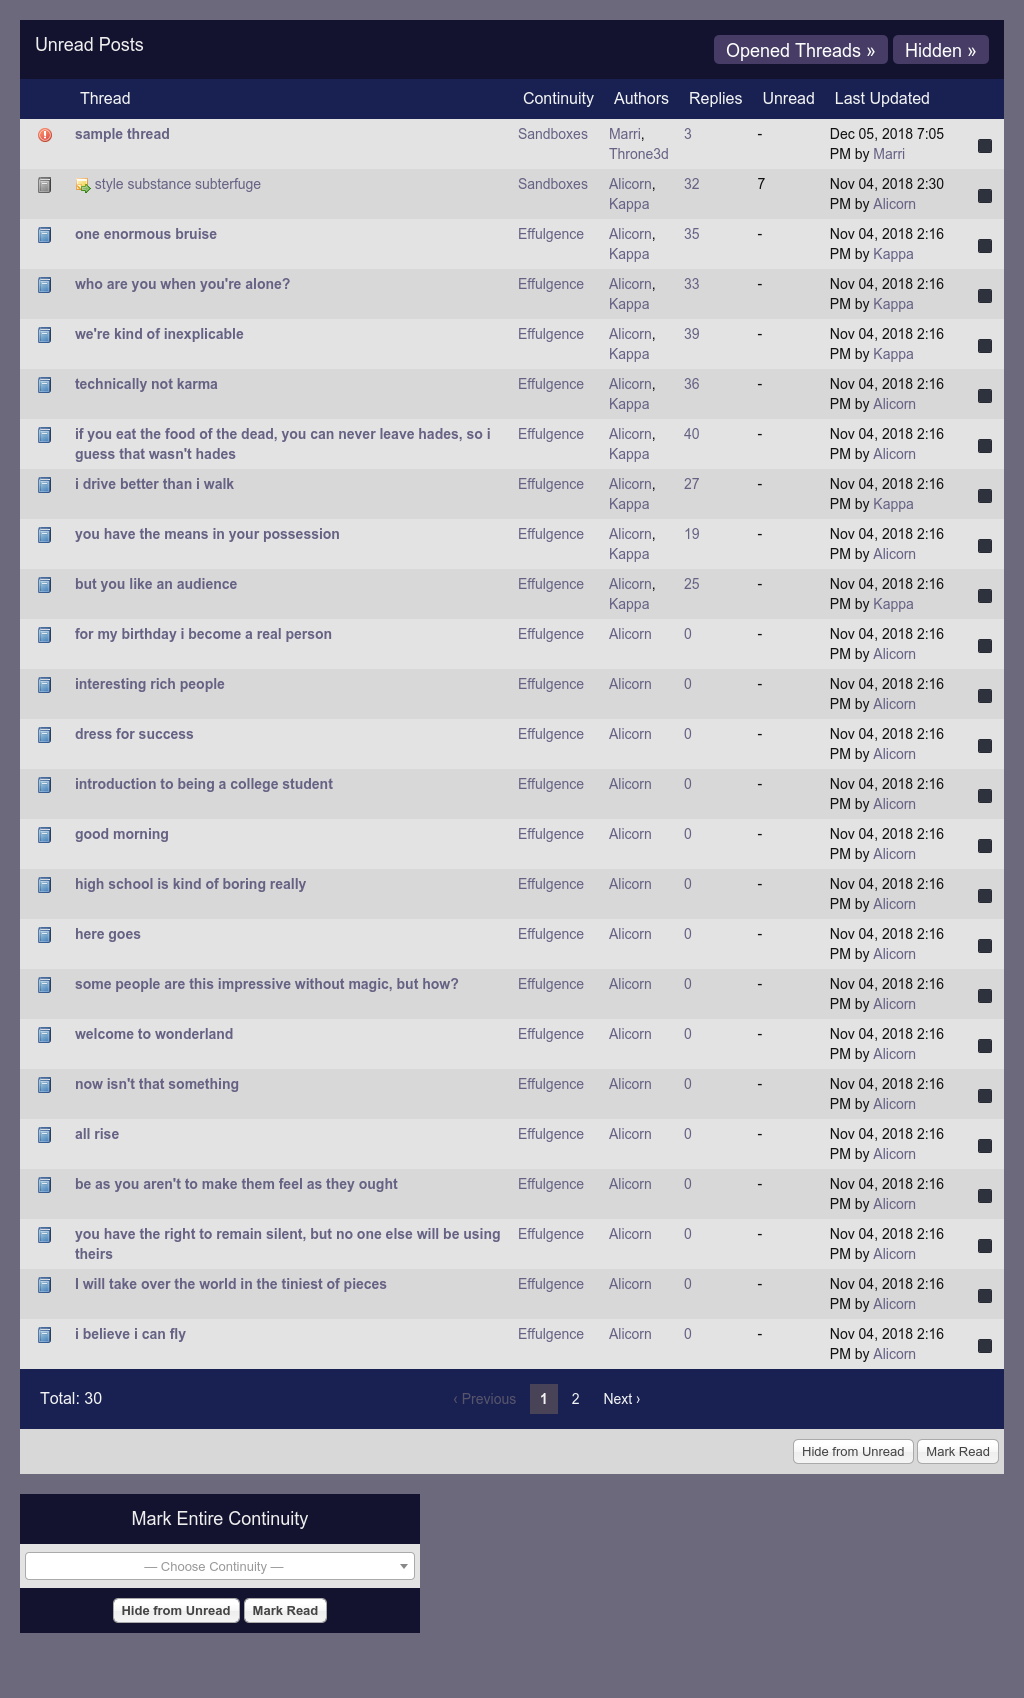 Unread Posts
Opened Threads » Hidden »
Thread Continuity Authors Replies Unread Last Updated
sample thread Sandboxes Marri, 3 - Dec 05, 2018 7:05
Throne3d PM by Marri
style substance subterfuge Sandboxes Alicorn, 32 7 Nov 04, 2018 2:30
Kappa PM by Alicorn
one enormous bruise Effulgence Alicorn, 35 - Nov 04, 2018 2:16
Kappa PM by Kappa
who are you when you're alone? Effulgence Alicorn, 33 - Nov 04, 2018 2:16
Kappa PM by Kappa
we're kind of inexplicable Effulgence Alicorn, 39 - Nov 04, 2018 2:16
Kappa PM by Kappa
technically not karma Effulgence Alicorn, 36 - Nov 04, 2018 2:16
Kappa PM by Alicorn
if you eat the food of the dead, you can never leave hades, so i Effulgence Alicorn, 40 - Nov 04, 2018 2:16
guess that wasn't hades Kappa PM by Alicorn
i drive better than i walk Effulgence Alicorn, 27 - Nov 04, 2018 2:16
Kappa PM by Kappa
you have the means in your possession Effulgence Alicorn, 19 - Nov 04, 2018 2:16
Kappa PM by Alicorn
but you like an audience Effulgence Alicorn, 25 - Nov 04, 2018 2:16
Kappa PM by Kappa
for my birthday i become a real person Effulgence Alicorn 0 - Nov 04, 2018 2:16
PM by Alicorn
interesting rich people Effulgence Alicorn 0 - Nov 04, 2018 2:16
PM by Alicorn
dress for success Effulgence Alicorn 0 - Nov 04, 2018 2:16
PM by Alicorn
introduction to being a college student Effulgence Alicorn 0 - Nov 04, 2018 2:16
PM by Alicorn
good morning Effulgence Alicorn 0 - Nov 04, 2018 2:16
PM by Alicorn
high school is kind of boring really Effulgence Alicorn 0 - Nov 04, 2018 2:16
PM by Alicorn
here goes Effulgence Alicorn 0 - Nov 04, 2018 2:16
PM by Alicorn
some people are this impressive without magic, but how? Effulgence Alicorn 0 - Nov 04, 2018 2:16
PM by Alicorn
welcome to wonderland Effulgence Alicorn 0 - Nov 04, 2018 2:16
PM by Alicorn
now isn't that something Effulgence Alicorn 0 - Nov 04, 2018 2:16
PM by Alicorn
all rise Effulgence Alicorn 0 - Nov 04, 2018 2:16
PM by Alicorn
be as you aren't to make them feel as they ought Effulgence Alicorn 0 - Nov 04, 2018 2:16
PM by Alicorn
you have the right to remain silent, but no one else will be using Effulgence Alicorn 0 - Nov 04, 2018 2:16
theirs PM by Alicorn
I will take over the world in the tiniest of pieces Effulgence Alicorn 0 - Nov 04, 2018 2:16
PM by Alicorn
i believe i can fly Effulgence Alicorn 0 - Nov 04, 2018 2:16
PM by Alicorn
Total: 30 ‹ Previous 1 2 Next ›
Hide from Unread Mark Read
Mark Entire Continuity
— Choose Continuity —
Hide from Unread Mark Read